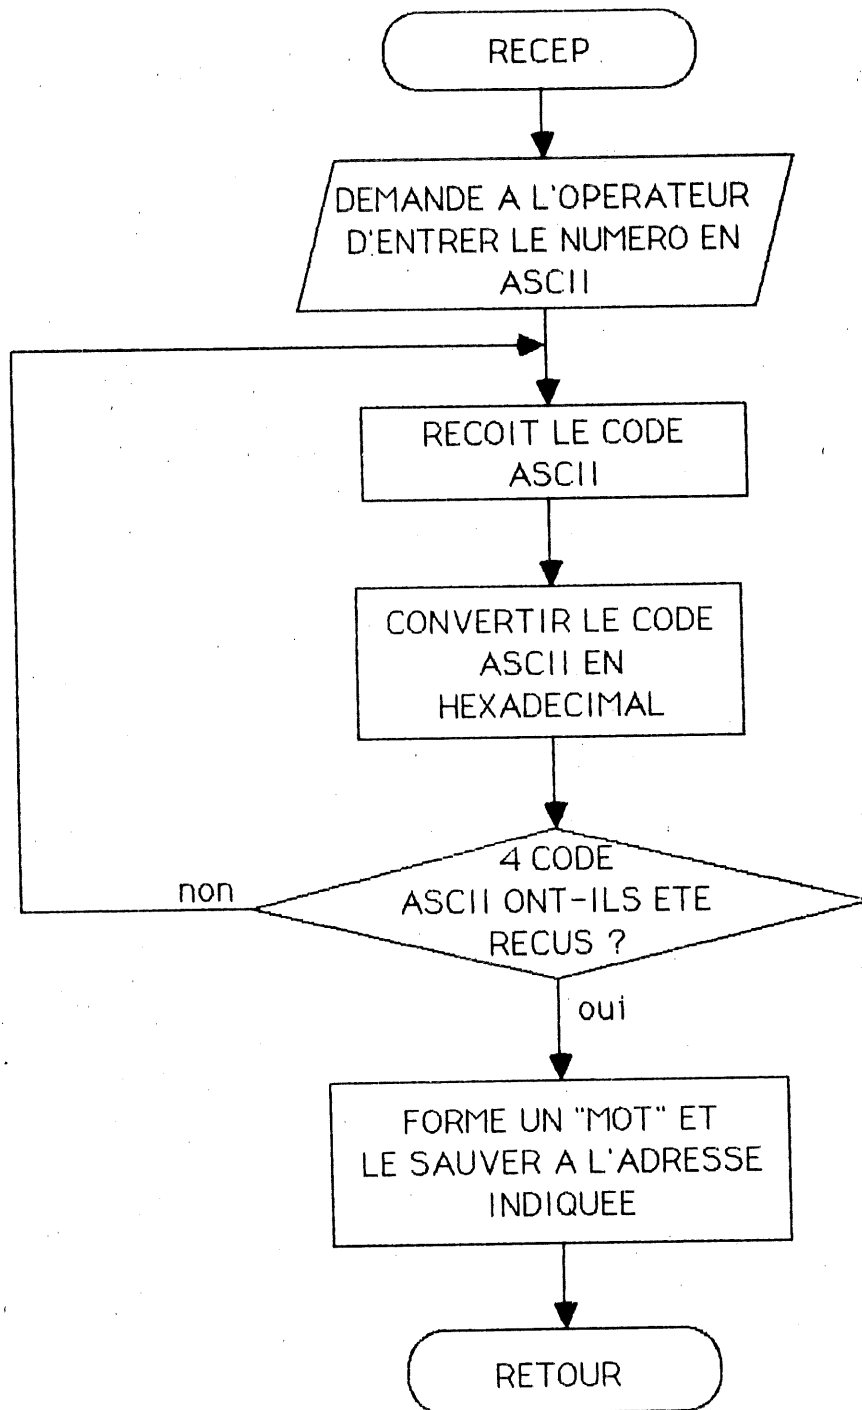 RECEP
DEMANDE A L'OPERATEUR
D'ENTRER LE NUMERO EN
ASCII
RECOIT LE CODE
ASCII
CONVERTIR LE CODE
ASCII EN
HEXADECIMAL
4 CODE
ASCII ONT-ILS ETE
RECUS ?
non
oui
FORME UN "MOT" ET
LE SAUVER A L'ADRESSE
INDIQUEE
RETOUR